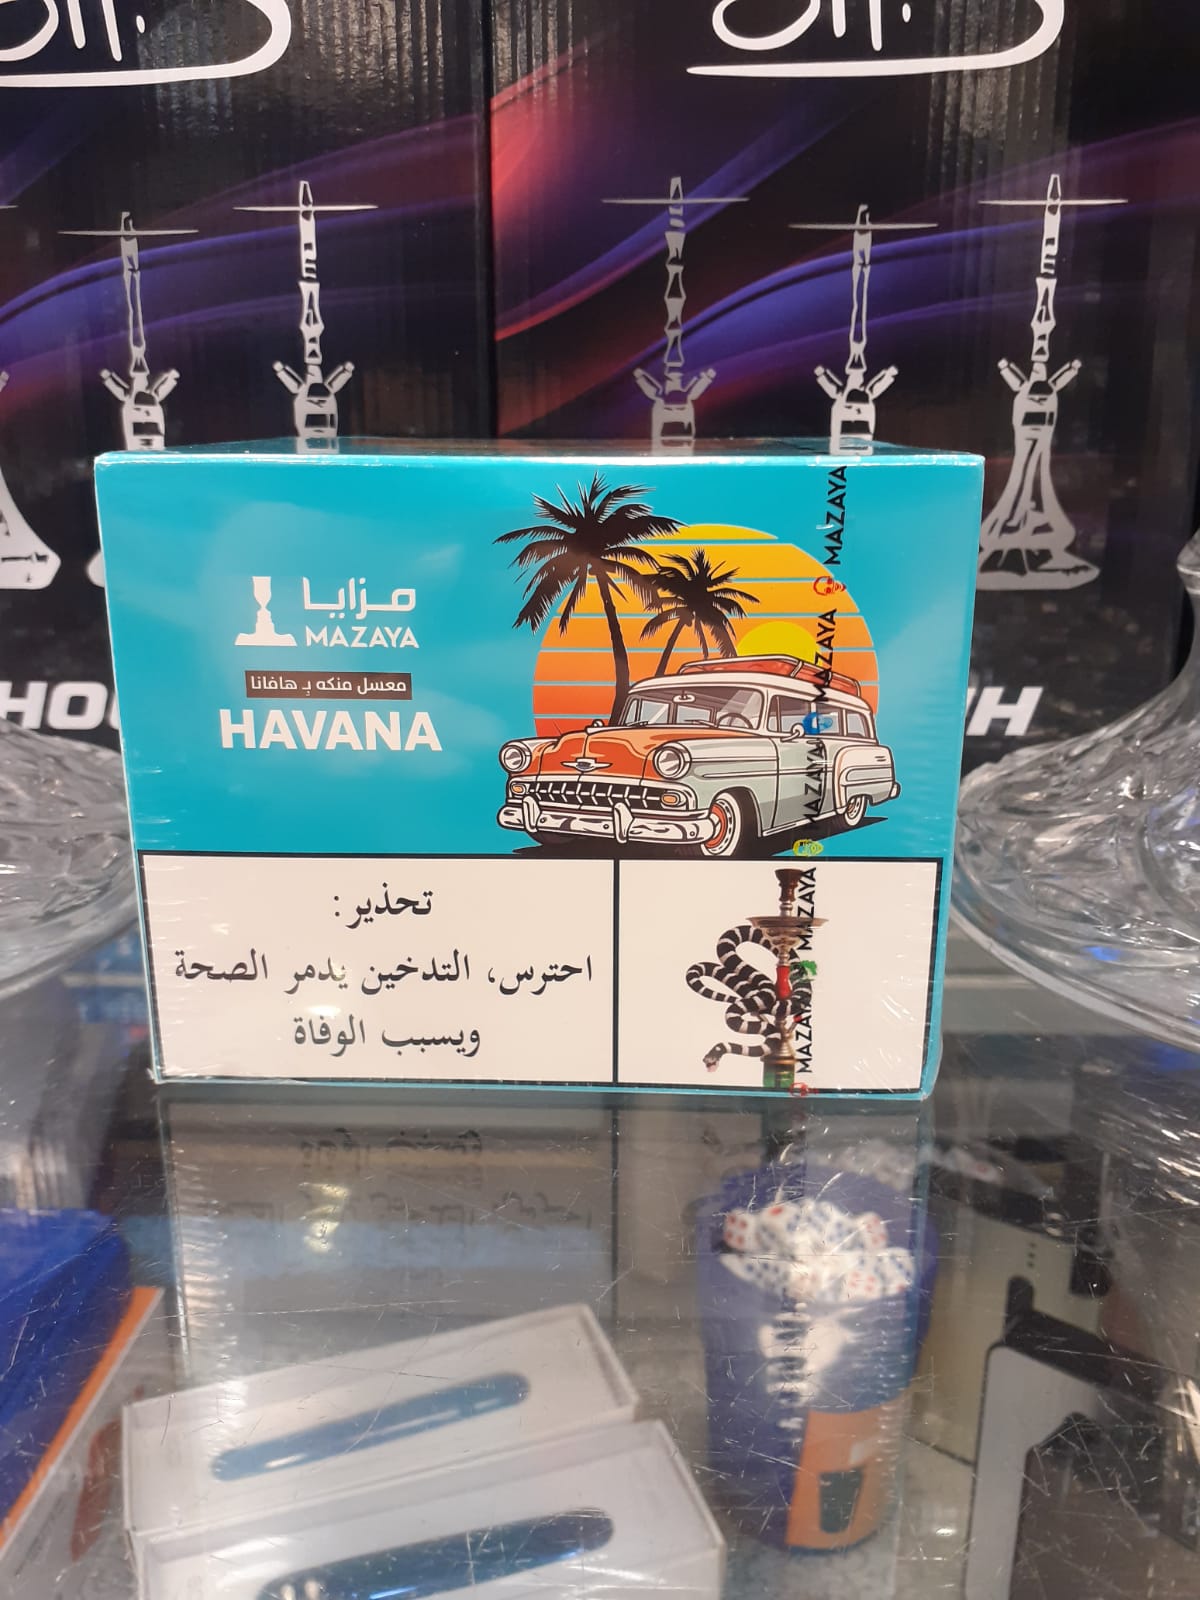 مزايا
MAZAYA
معسل منكه بـ هافانا
HAVANA
MAZAYA
MAZAYA
MAZAYA
MAZAYA
MAZAYA
تحذير:
احترس، التدخين يدمر الصحة
ويسبب الوفاة